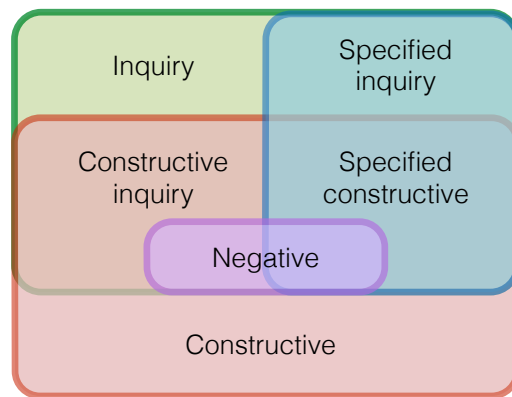 Inquiry
Specified
inquiry
Constructive
inquiry
Specified
constructive
Negative
Constructive